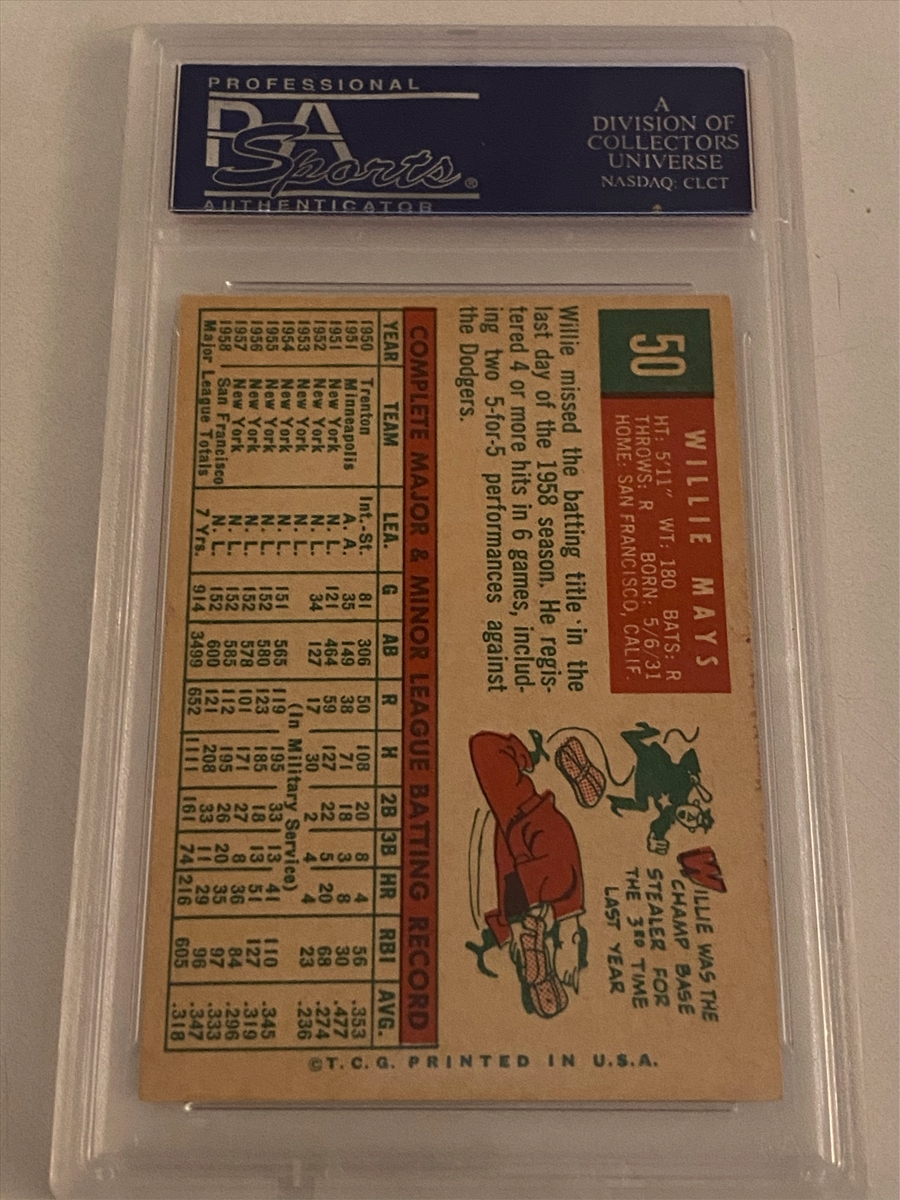 PROFESSIONAL
PSA
Sports®
AUTHENTICATOR
A
DIVISION OF
COLLECTORS
UNIVERSE
NASDAQ: CLCT
50
WILLIE MAYS
HT: 5'11" WT: 180 BATS: R
THROWS: R BORN: 5/6/31
HOME: SAN FRANCISCO, CALIF.
Willie missed the batting title in the
last day of the 1958 season. He regis-
tered 4 or more hits in 6 games, includ-
ing two 5-for-5 performances against
the Dodgers.
WILLIE WAS THE
CHAMP BASE
STEALER FOR
THE 3RD TIME
LAST YEAR
COMPLETE MAJOR & MINOR LEAGUE BATTING RECORD
YEAR TEAM LEA. G AB R H 2B 3B HR RBI AVG.
1950 Trenton Int.-St. 81 306 50 108 20 8 4 56 .353
1951 Minneapolis A. A. 35 149 38 71 18 3 8 30 .477
1951 New York N. L. 121 464 59 127 22 5 20 68 .274
1952 New York N. L. 34 127 17 30 2 4 4 23 .236
1953 New York N. L. (In Military Service)
1954 New York N. L. 151 565 119 195 33 13 41 110 .345
1955 New York N. L. 152 580 123 185 18 13 51 127 .319
1956 New York N. L. 152 578 101 171 27 8 36 84 .296
1957 New York N. L. 152 585 112 195 26 20 35 97 .333
1958 San Francisco N. L. 152 600 121 208 33 11 29 96 .347
Major League Totals 7 Yrs. 914 3499 652 1111 161 74 216 605 .318
©T. C. G. PRINTED IN U.S.A.